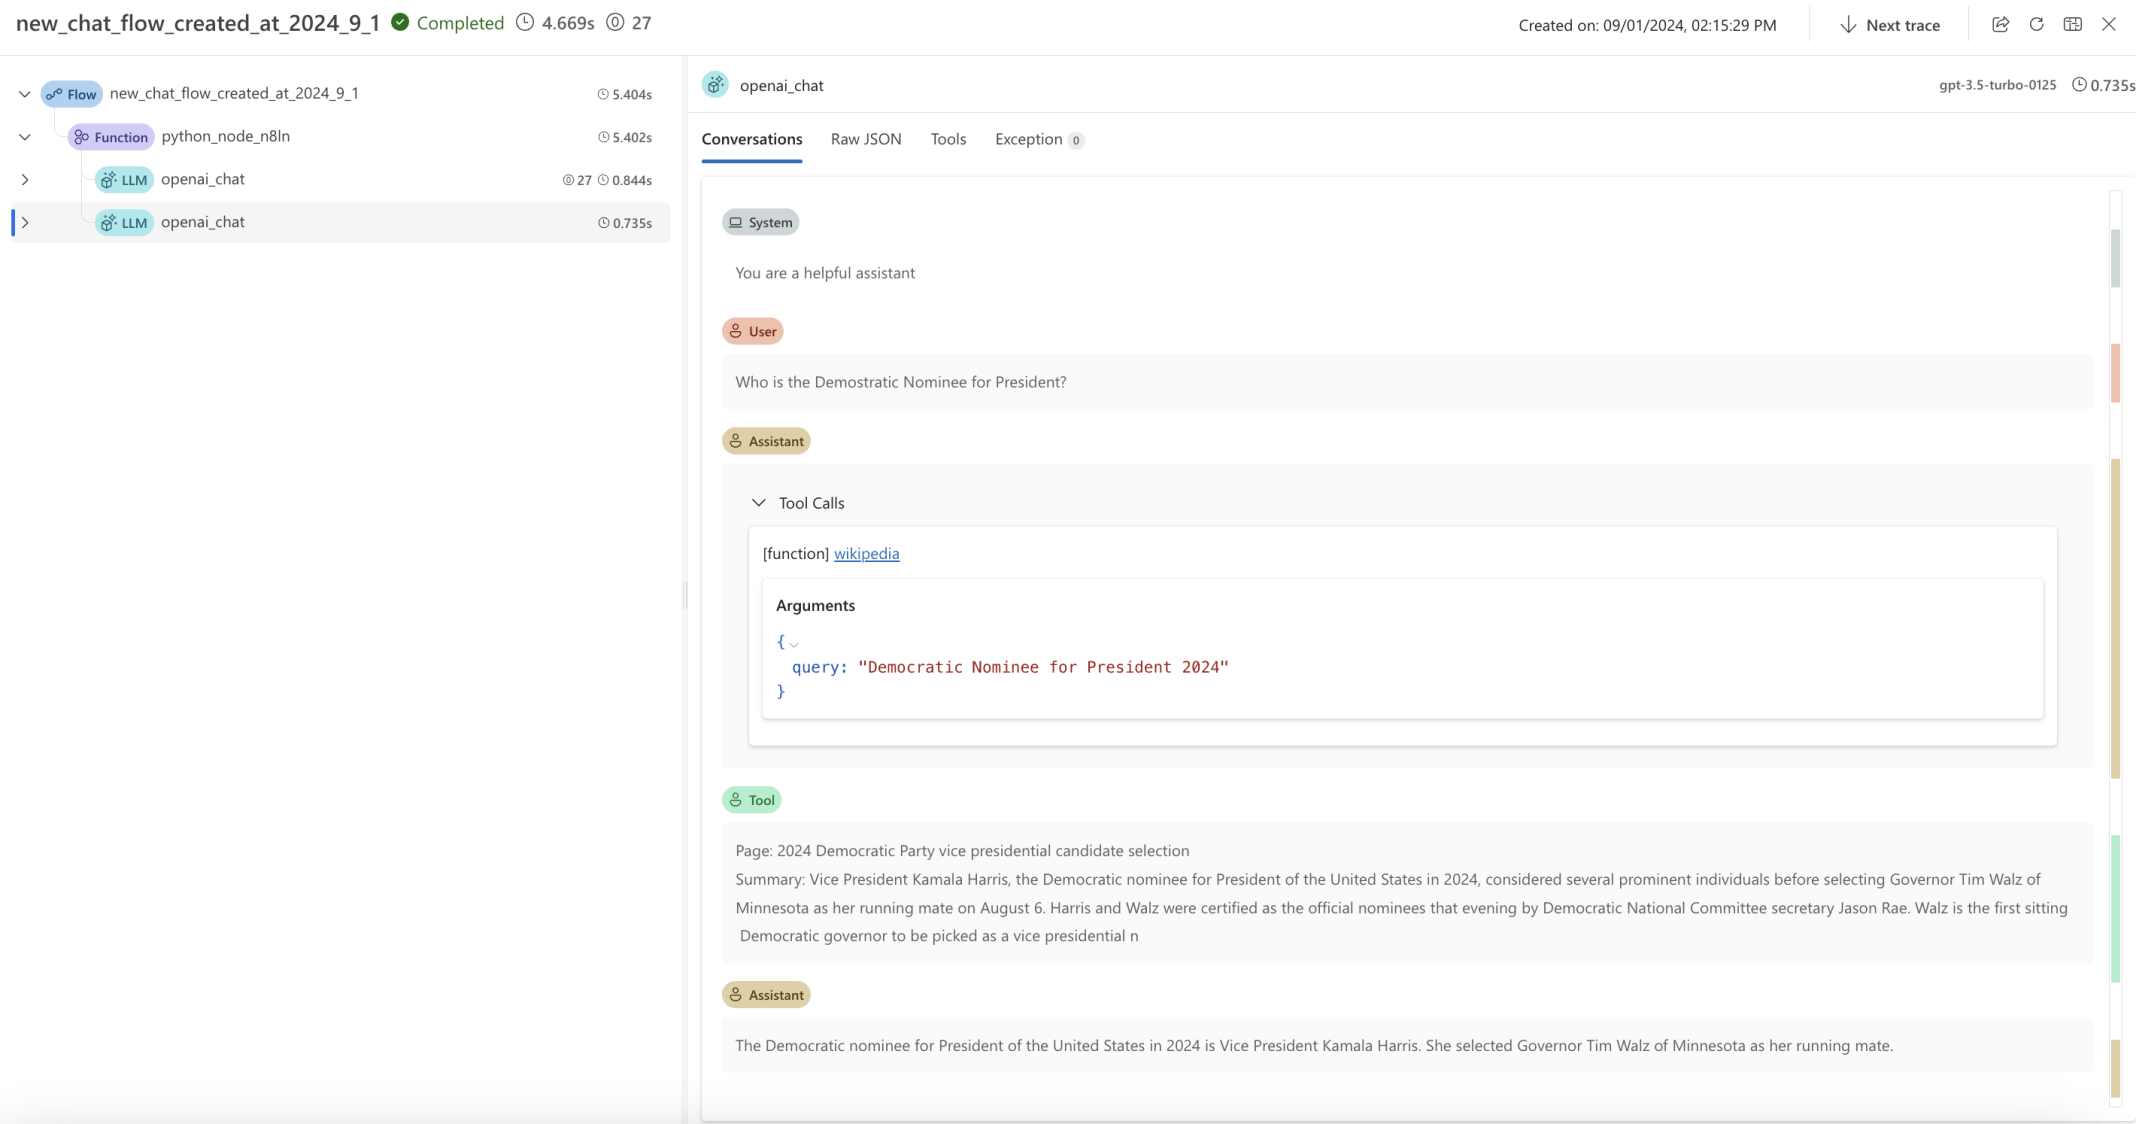 new_chat_flow_created_at_2024_9_1 Completed 4.669s 27
Created on: 09/01/2024, 02:15:29 PM Next trace
Flow new_chat_flow_created_at_2024_9_1 5.404s
Function python_node_n8ln 5.402s
LLM openai_chat 27 0.844s
LLM openai_chat 0.735s
openai_chat gpt-3.5-turbo-0125 0.735s
Conversations Raw JSON Tools Exception 0
System
You are a helpful assistant
User
Who is the Demostratic Nominee for President?
Assistant
Tool Calls
[function] wikipedia
Arguments
{
query: "Democratic Nominee for President 2024"
}
Tool
Page: 2024 Democratic Party vice presidential candidate selection
Summary: Vice President Kamala Harris, the Democratic nominee for President of the United States in 2024, considered several prominent individuals before selecting Governor Tim Walz of
Minnesota as her running mate on August 6. Harris and Walz were certified as the official nominees that evening by Democratic National Committee secretary Jason Rae. Walz is the first sitting
Democratic governor to be picked as a vice presidential n
Assistant
The Democratic nominee for President of the United States in 2024 is Vice President Kamala Harris. She selected Governor Tim Walz of Minnesota as her running mate.